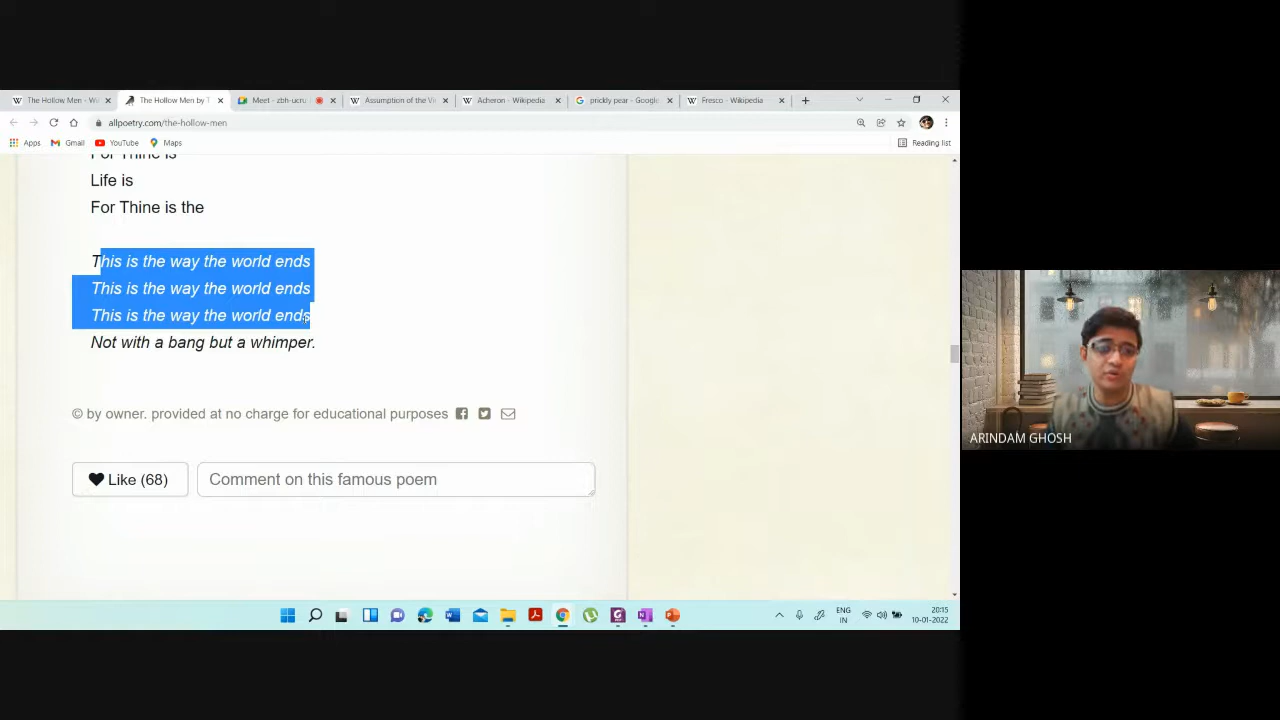 The Hollow Men - Wi
The Hollow Men by T
Meet - zbh-ucru
Assumption of the Vi
Acheron - Wikipedia
prickly pear - Google
Fresco - Wikipedia
allpoetry.com/the-hollow-men
Apps
Gmail
YouTube
Maps
Reading list
For Thine is
Life is
For Thine is the
This is the way the world ends
This is the way the world ends
This is the way the world ends
Not with a bang but a whimper.
© by owner. provided at no charge for educational purposes
Like (68)
Comment on this famous poem
ARINDAM GHOSH
ENG
IN
20:15
10-01-2022